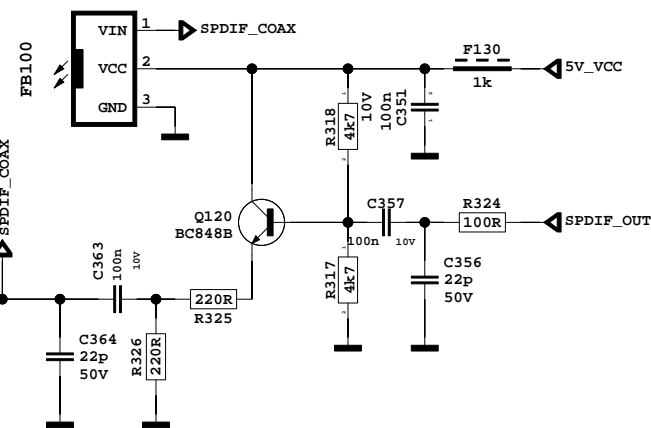 FB100
VIN
1
SPDIF_COAX
VCC
2
GND
3
F130
1k
5V_VCC
R318
4k7
10V
100n
C351
SPDIF_COAX
Q120
BC848B
C357
100n
10V
R324
100R
SPDIF_OUT
C363
100n
10V
R317
4k7
C356
22p
50V
220R
R325
C364
22p
50V
R326
220R